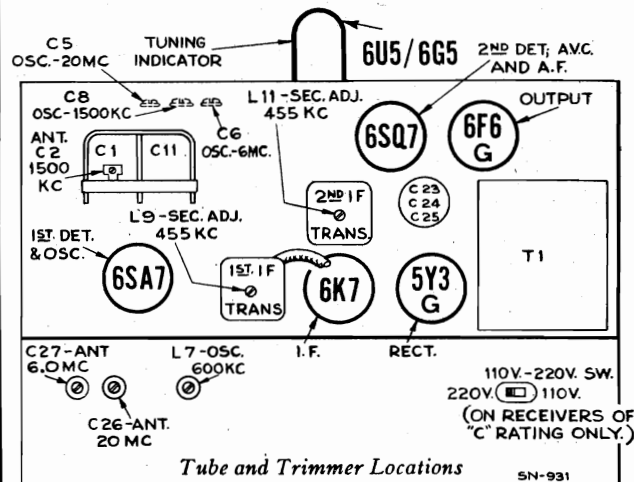 C5
OSC.-20MC
TUNING
INDICATOR
6U5/6G5
2ND DET; A.V.C.
AND A.F.
C8
OSC-1500KC
L11-SEC.ADJ.
455 KC
C6
OSC.-6MC.
OUTPUT
ANT.
C2
1500
KC
C1
C11
6SQ7
6F6
G
2ND IF
TRANS.
C23
C24
C25
L9-SEC.ADJ.
455KC
1ST. DET.
&OSC.
6SA7
1ST. IF
TRANS
6K7
5Y3
G
T1
I.F.
RECT.
C27-ANT
6.0MC
L7-OSC.
600KC
C26-ANT.
20 MC
110V.-220V. SW.
220V.
110V.
(ON RECEIVERS OF
"C" RATING ONLY.)
Tube and Trimmer Locations
SN-931